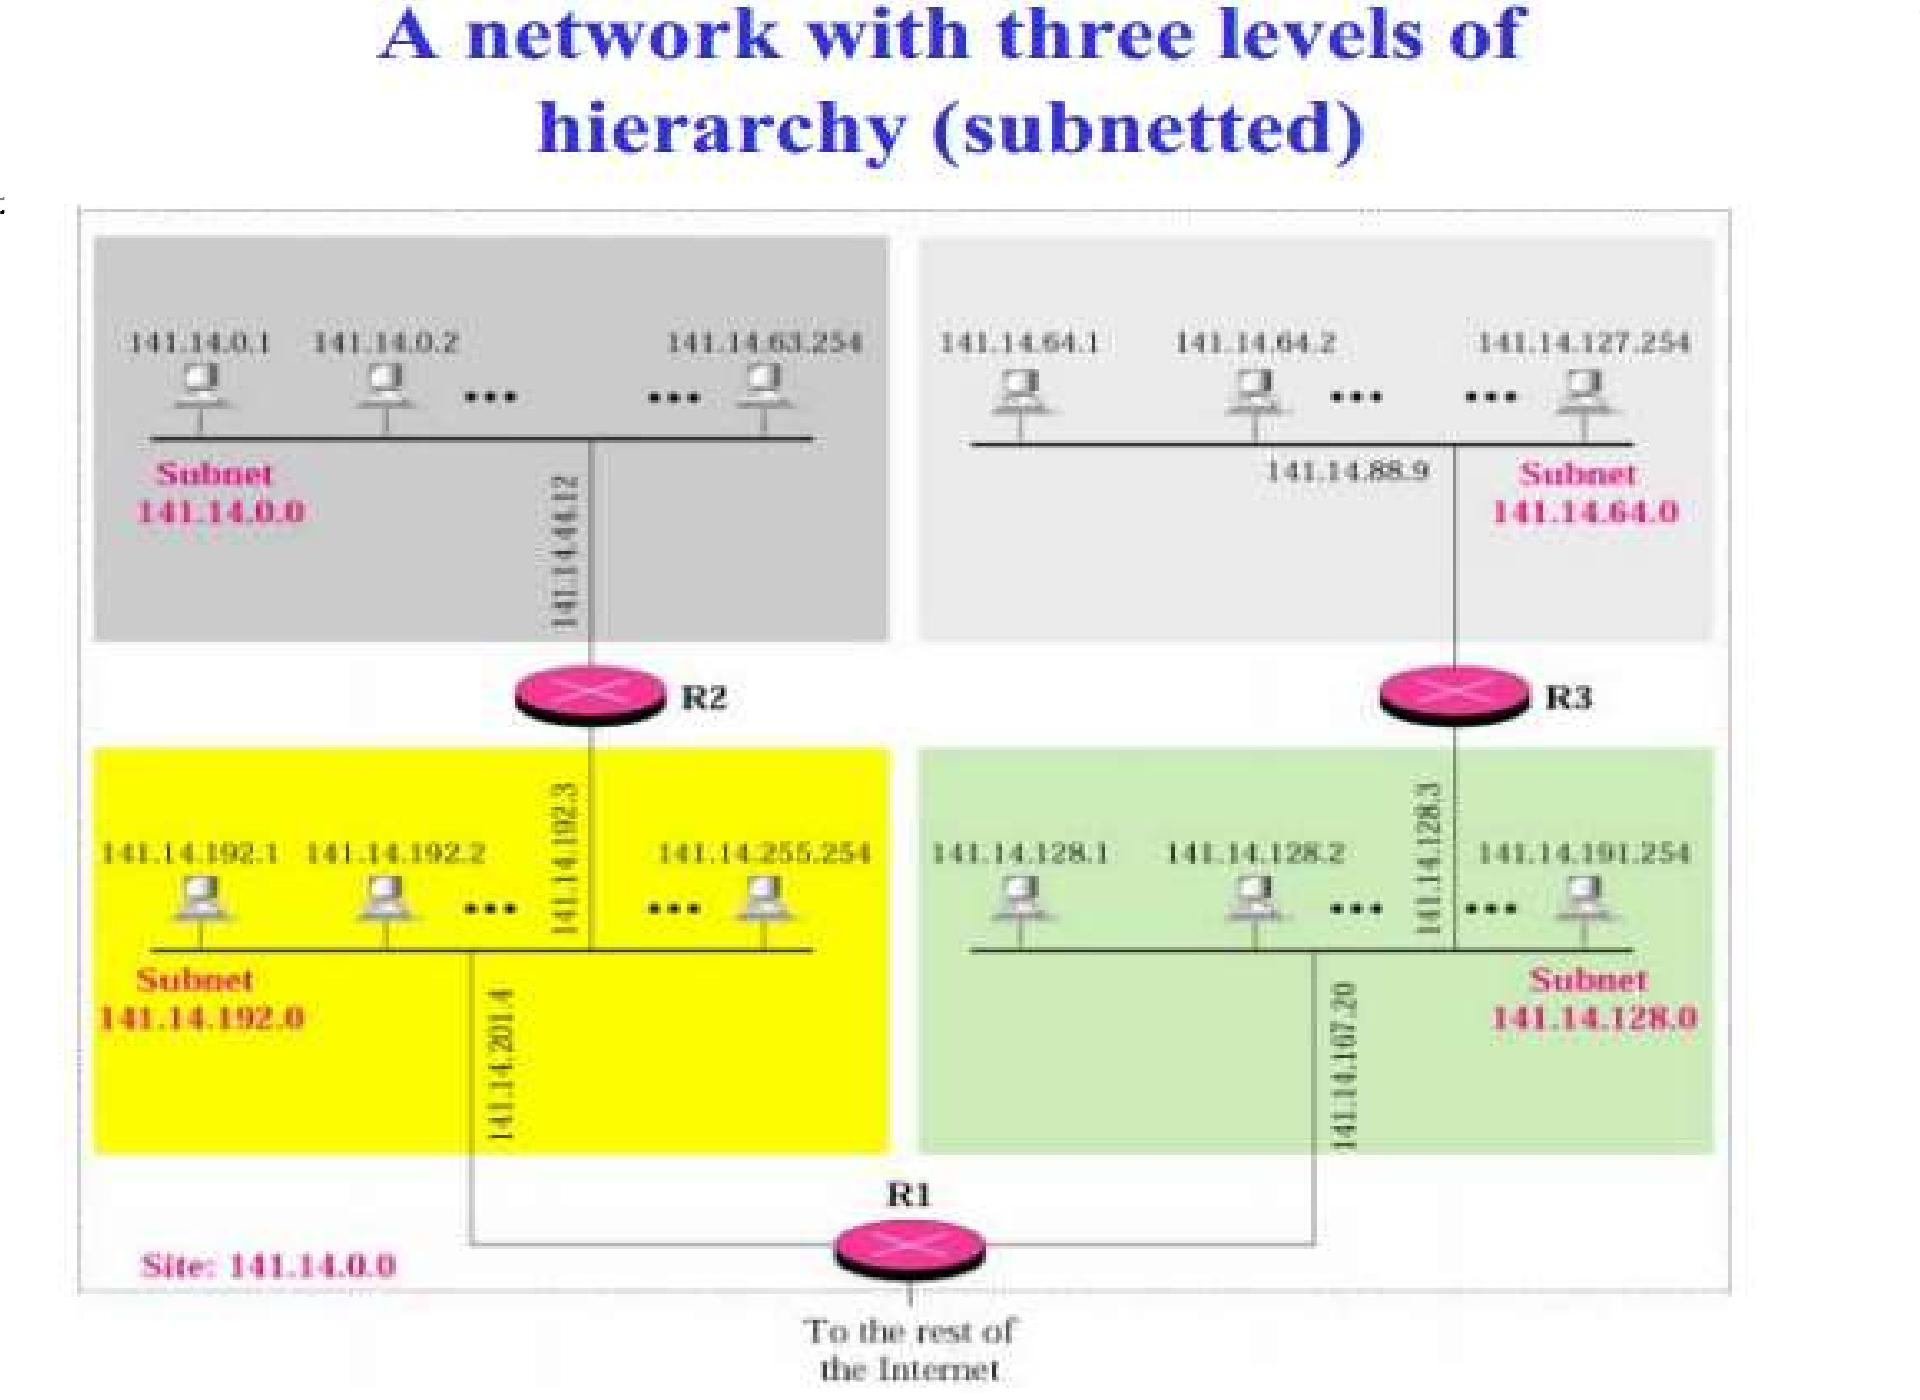 A network with three levels of
hierarchy (subnetted)
141.14.0.1 141.14.0.2 141.14.63.254
141.14.64.1 141.14.64.2 141.14.127.254
Subnet
141.14.0.0
141.14.44.12
141.14.88.9
Subnet
141.14.64.0
R2
R3
141.14.192.1 141.14.192.2 141.14.192.3 141.14.255.254
141.14.128.1 141.14.128.2 141.14.128.3 141.14.191.254
Subnet
141.14.192.0
141.14.201.4
141.14.167.20
Subnet
141.14.128.0
R1
Site: 141.14.0.0
To the rest of
the Internet